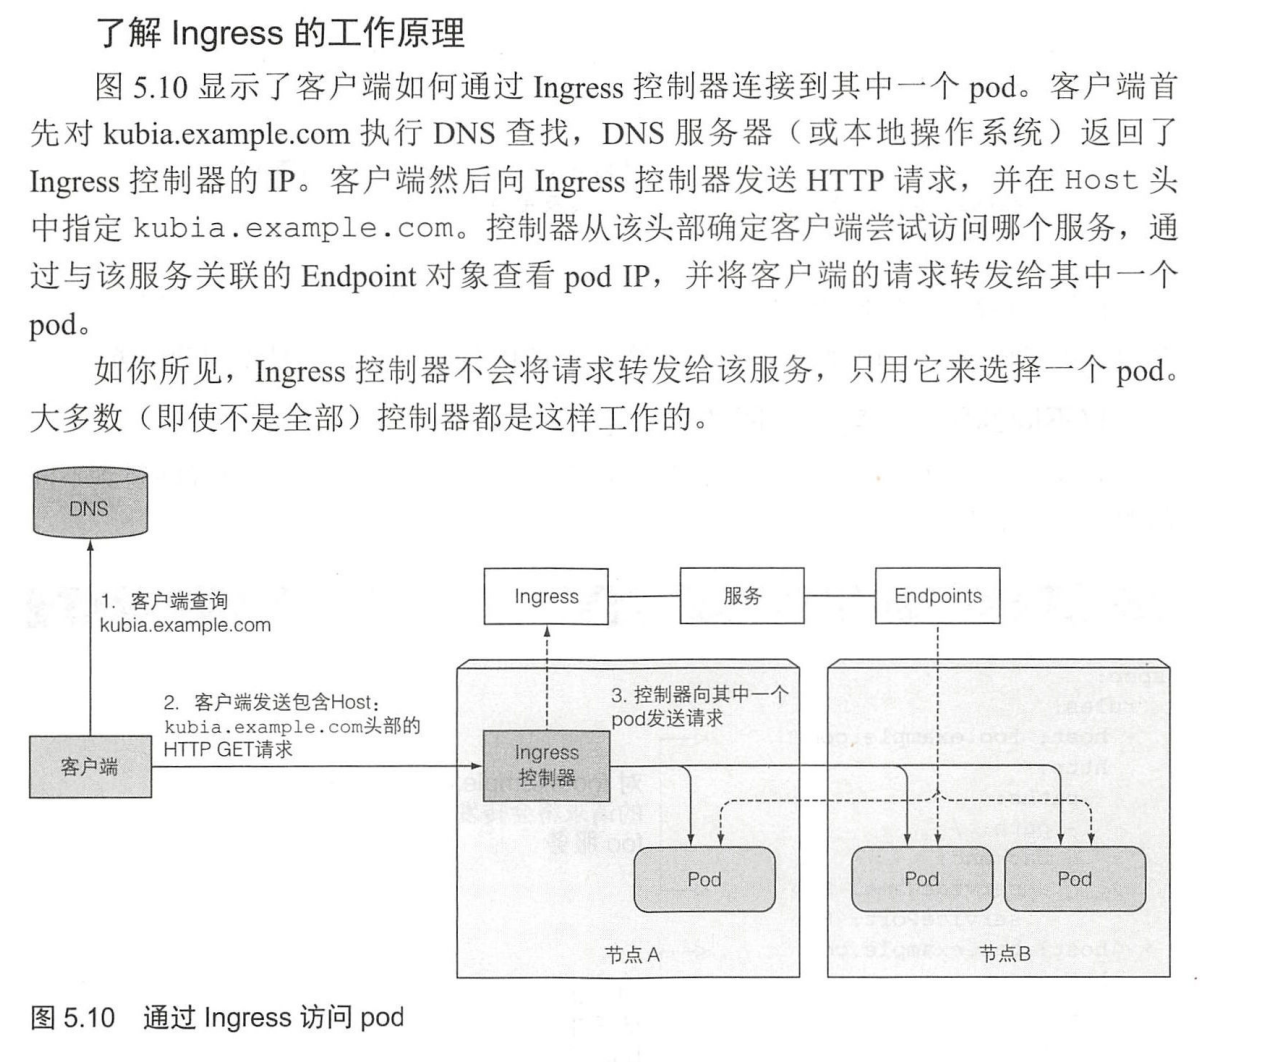 了解 Ingress 的工作原理
图 5.10 显示了客户端如何通过 Ingress 控制器连接到其中一个 pod。客户端首
先对 kubia.example.com 执行 DNS 查找，DNS 服务器（或本地操作系统）返回了
Ingress 控制器的 IP。客户端然后向 Ingress 控制器发送 HTTP 请求，并在 Host 头
中指定 kubia.example.com。控制器从该头部确定客户端尝试访问哪个服务，通
过与该服务关联的 Endpoint 对象查看 pod IP，并将客户端的请求转发给其中一个
pod。
如你所见，Ingress 控制器不会将请求转发给该服务，只用它来选择一个 pod。
大多数（即使不是全部）控制器都是这样工作的。
DNS
1. 客户端查询
kubia.example.com
Ingress
服务
Endpoints
2. 客户端发送包含Host：
kubia.example.com头部的
HTTP GET请求
3. 控制器向其中一个
pod发送请求
客户端
Ingress
控制器
Pod
Pod
Pod
节点 A
节点B
图 5.10 通过 Ingress 访问 pod